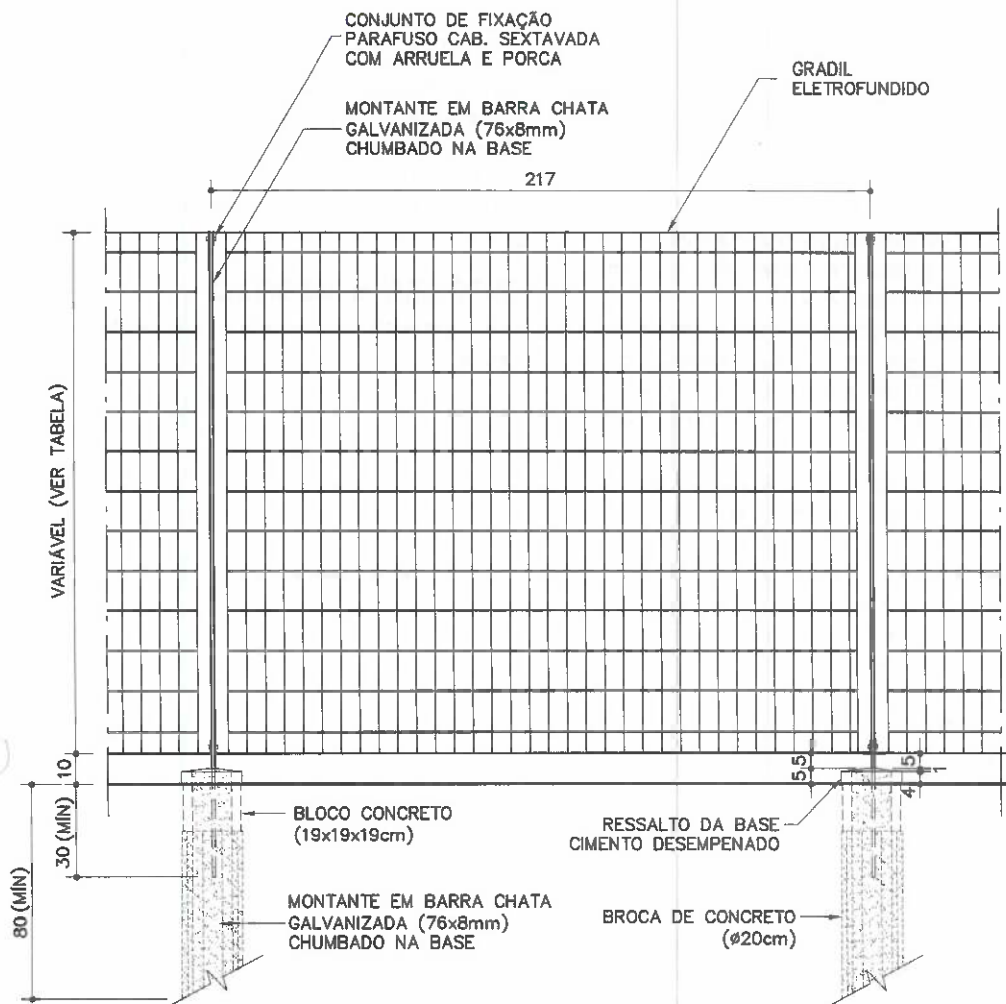 CONJUNTO DE FIXAÇÃO
PARAFUSO CAB. SEXTAVADA
COM ARRUELA E PORCA
GRADIL
ELETROFUNDIDO
MONTANTE EM BARRA CHATA
GALVANIZADA (76x8mm)
CHUMBADO NA BASE
217
VARIÁVEL (VER TABELA)
10
30 (MÍN)
80 (MÍN)
5,5
5
1
4
BLOCO CONCRETO
(19x19x19cm)
RESSALTO DA BASE
CIMENTO DESEMPENADO
MONTANTE EM BARRA CHATA
GALVANIZADA (76x8mm)
CHUMBADO NA BASE
BROCA DE CONCRETO
(ø20cm)